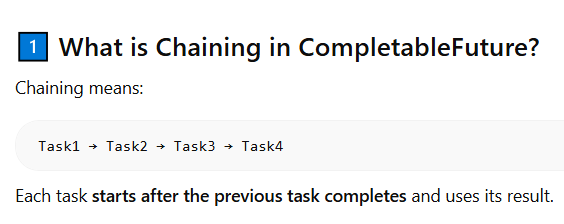 1 What is Chaining in CompletableFuture?
Chaining means:
Task1 → Task2 → Task3 → Task4
Each task starts after the previous task completes and uses its result.